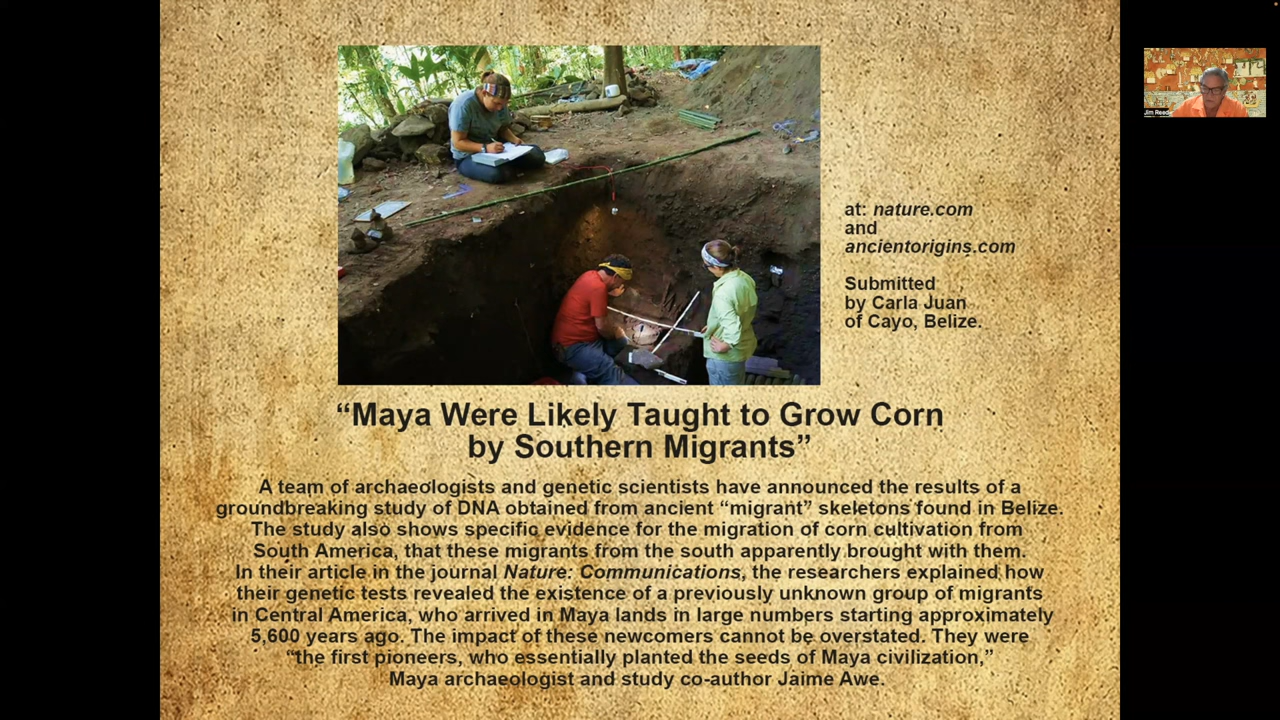 at: nature.com
and
ancientorigins.com
Submitted
by Carla Juan
of Cayo, Belize.
“Maya Were Likely Taught to Grow Corn
by Southern Migrants”
A team of archaeologists and genetic scientists have announced the results of a
groundbreaking study of DNA obtained from ancient “migrant” skeletons found in Belize.
The study also shows specific evidence for the migration of corn cultivation from
South America, that these migrants from the south apparently brought with them.
In their article in the journal Nature: Communications, the researchers explained how
their genetic tests revealed the existence of a previously unknown group of migrants
in Central America, who arrived in Maya lands in large numbers starting approximately
5,600 years ago. The impact of these newcomers cannot be overstated. They were
“the first pioneers, who essentially planted the seeds of Maya civilization,”
Maya archaeologist and study co-author Jaime Awe.
Jim Reed